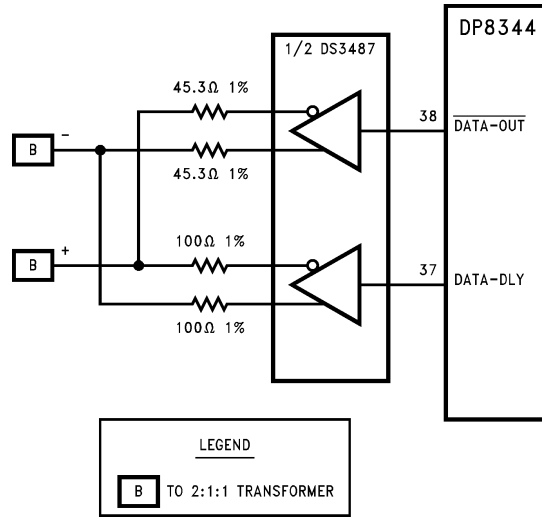 DP8344
1/2 DS3487
45.3Ω 1%
38
DATA-OUT
B
-
45.3Ω 1%
B
+
100Ω 1%
37
DATA-DLY
100Ω 1%
LEGEND
B TO 2:1:1 TRANSFORMER